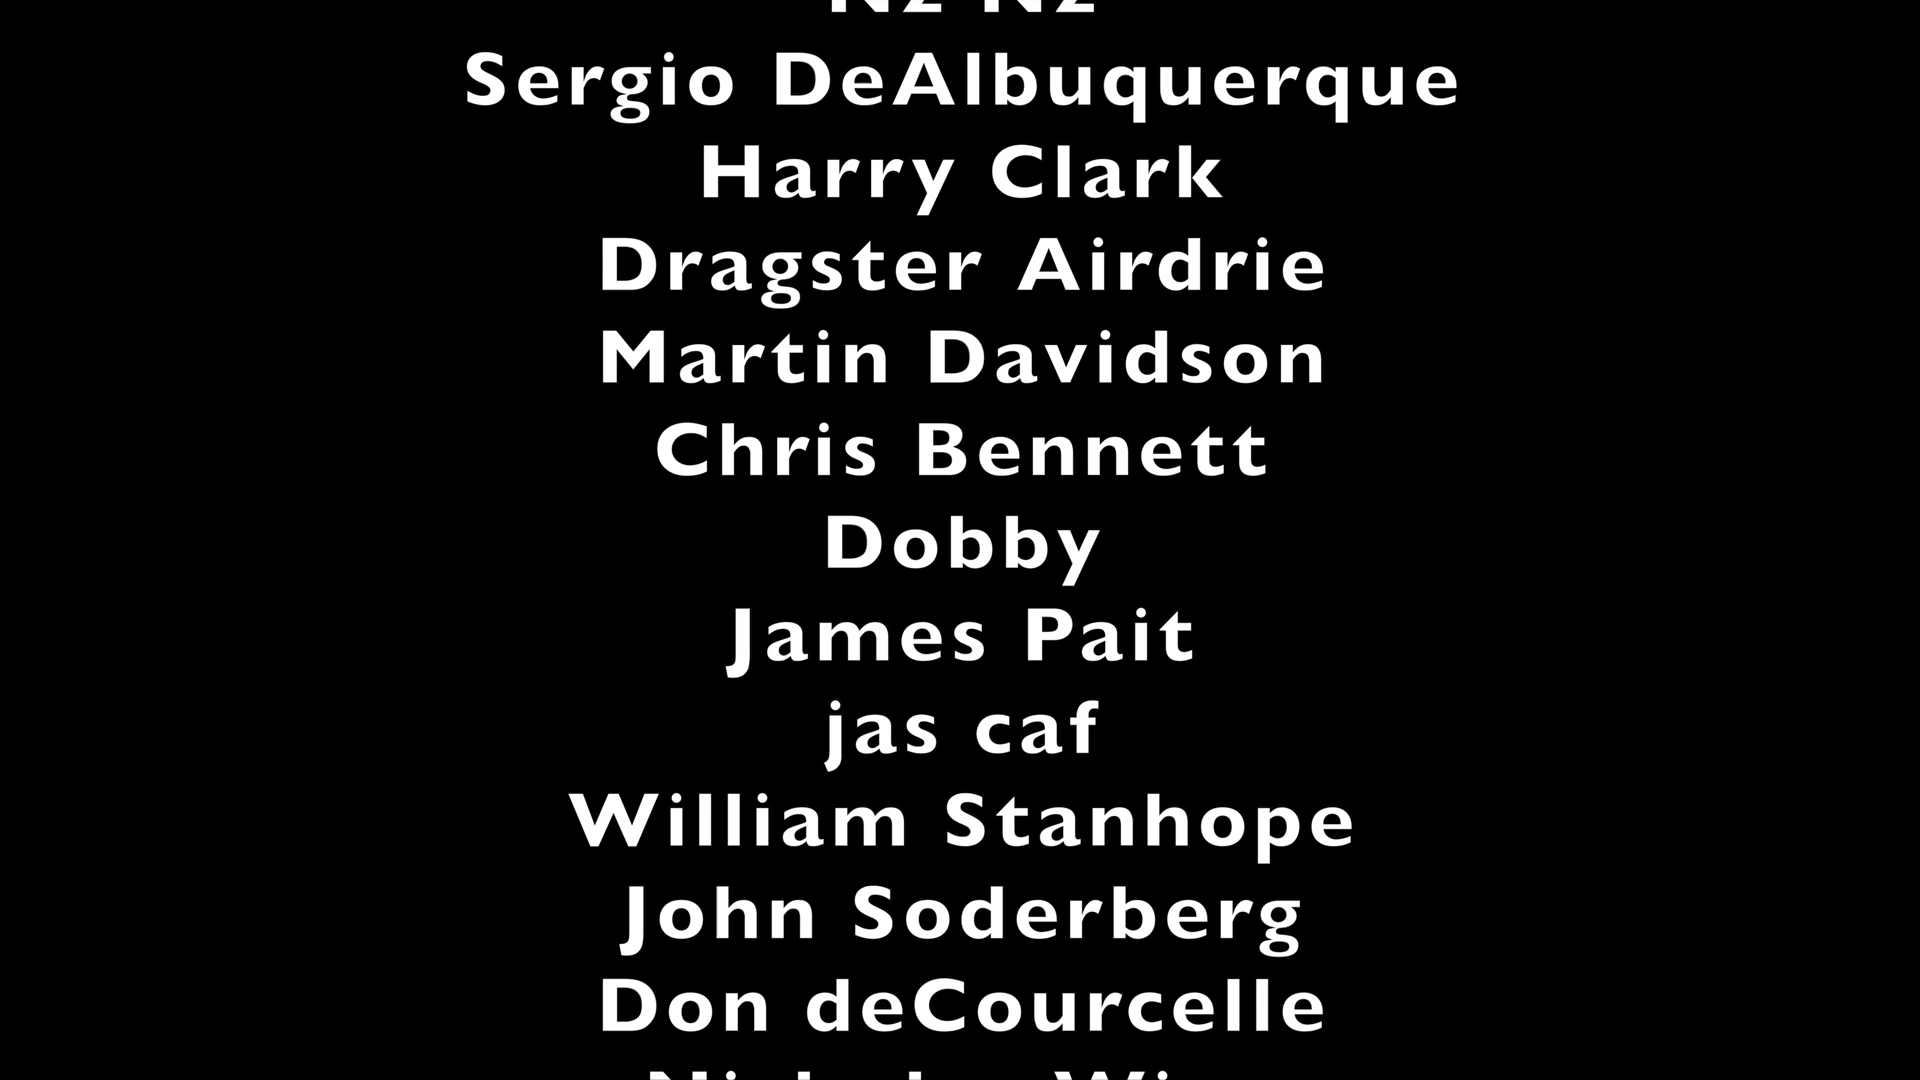 Sergio DeAlbuquerque
Harry Clark
Dragster Airdrie
Martin Davidson
Chris Bennett
Dobby
James Pait
jas caf
William Stanhope
John Soderberg
Don deCourcelle